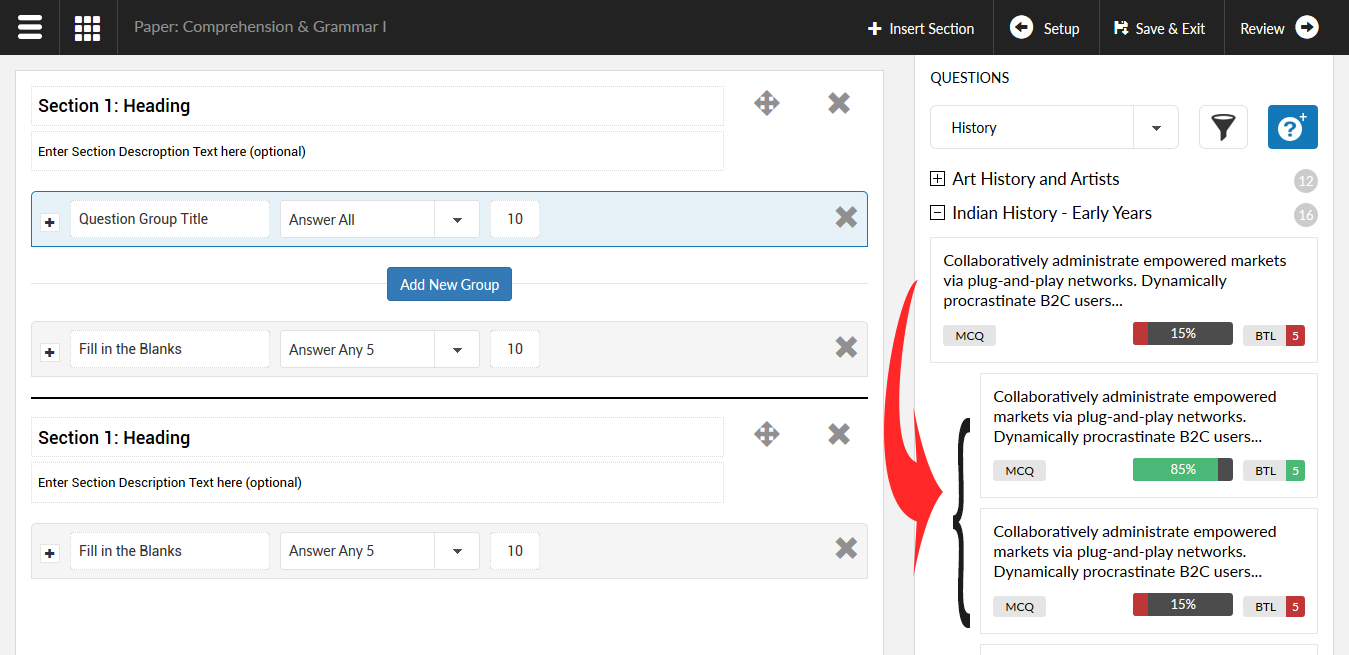 Paper: Comprehension & Grammar I
Insert Section
Setup
Save & Exit
Review
Section 1: Heading
Enter Section Descroption Text here (optional)
Question Group Title
Answer All
10
Add New Group
Fill in the Blanks
Answer Any 5
10
Section 1: Heading
Enter Section Description Text here (optional)
Fill in the Blanks
Answer Any 5
10
QUESTIONS
History
Art History and Artists
12
Indian History - Early Years
16
Collaboratively administrate empowered markets
via plug-and-play networks. Dynamically
procrastinate B2C users...
MCQ
15%
BTL 5
Collaboratively administrate empowered
markets via plug-and-play networks.
Dynamically procrastinate B2C users...
MCQ
85%
BTL 5
Collaboratively administrate empowered
markets via plug-and-play networks.
Dynamically procrastinate B2C users...
MCQ
15%
BTL 5